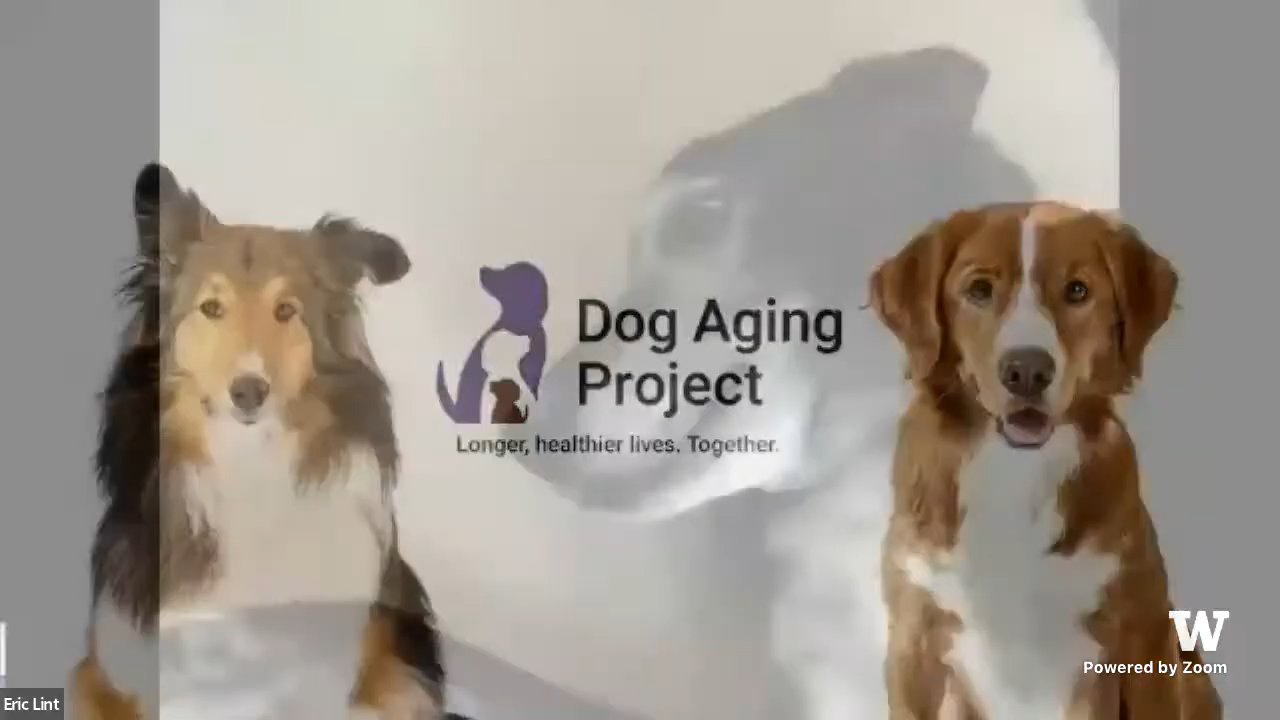 Dog Aging
Project
Longer, healthier lives. Together.
W
Powered by Zoom
Eric Lint